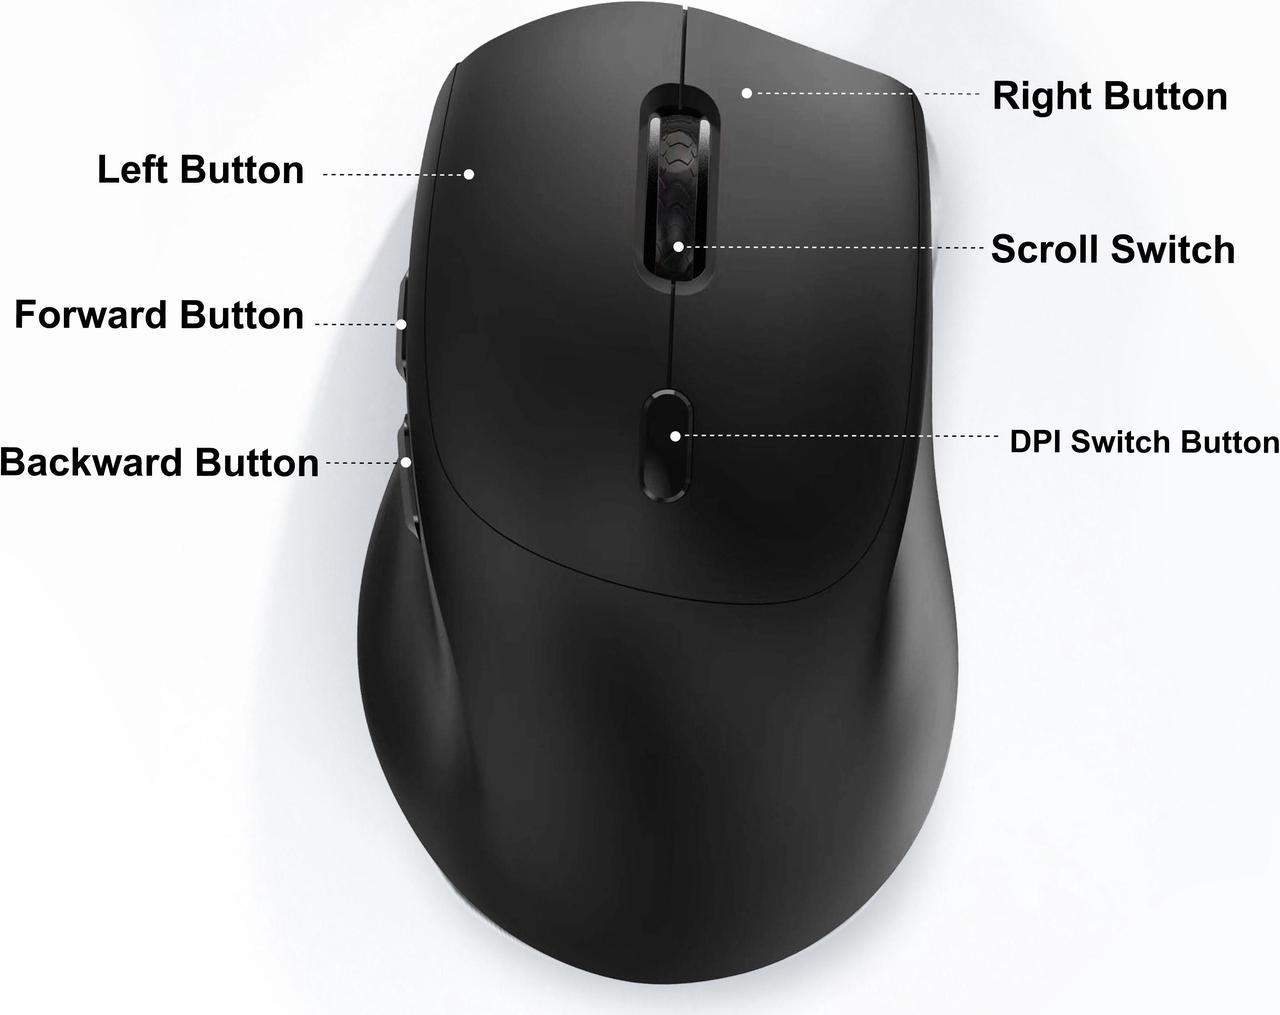 Right Button
Left Button
Scroll Switch
Forward Button
DPI Switch Button
Backward Button